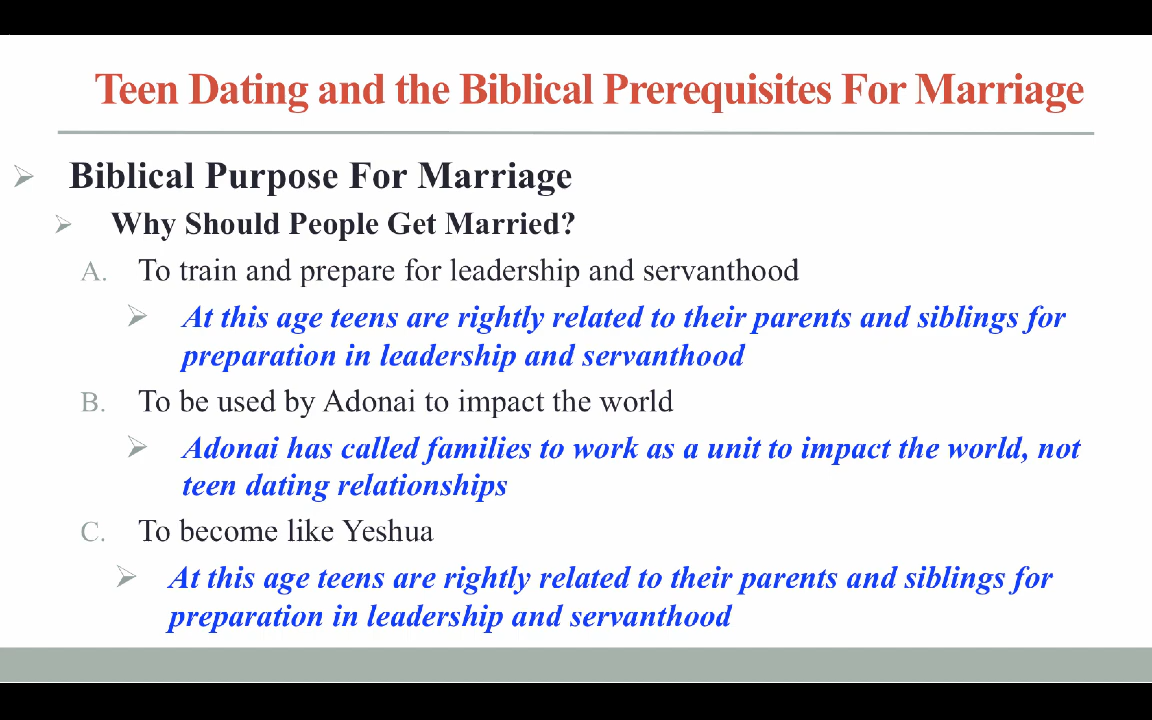 Teen Dating and the Biblical Prerequisites For Marriage
Biblical Purpose For Marriage
Why Should People Get Married?
A. To train and prepare for leadership and servanthood
At this age teens are rightly related to their parents and siblings for
preparation in leadership and servanthood
B. To be used by Adonai to impact the world
Adonai has called families to work as a unit to impact the world, not
teen dating relationships
C. To become like Yeshua
At this age teens are rightly related to their parents and siblings for
preparation in leadership and servanthood